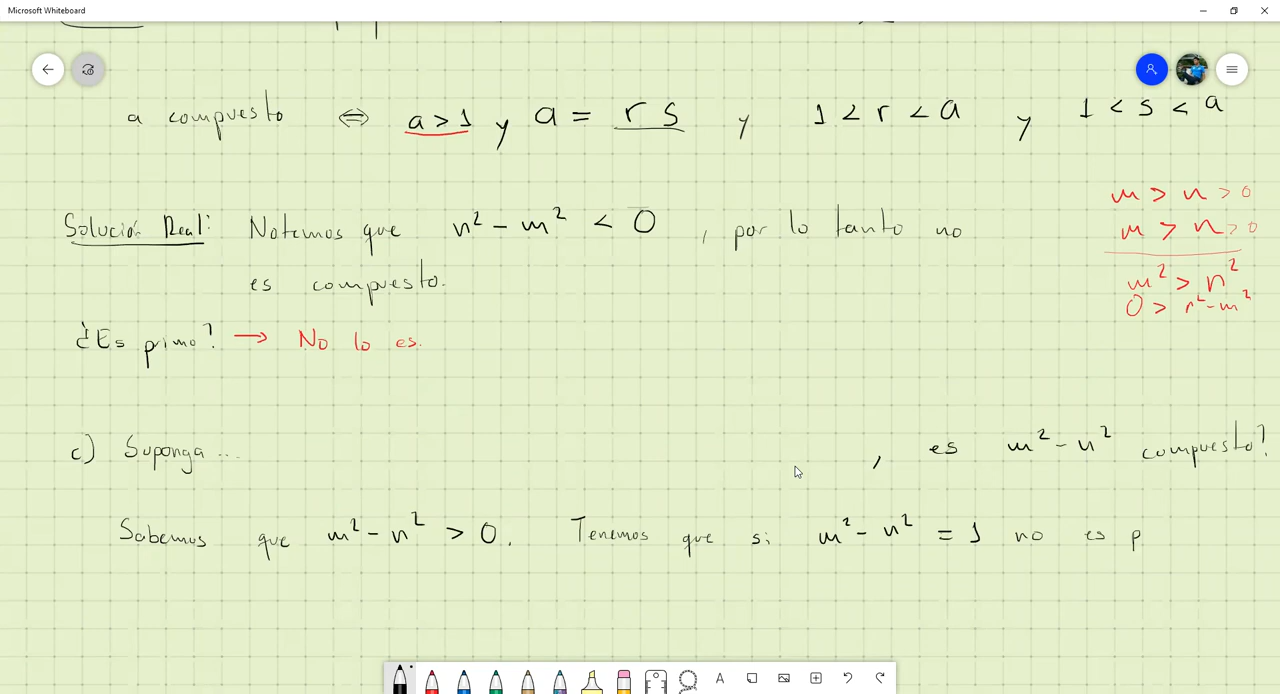 Microsoft Whiteboard
a compuesto ⇔ a > 1 y a = r s y 1 < r < a y 1 < s < a
m > n > 0
Solución Real: Notemos que n² - m² < 0 , por lo tanto no
m > n > 0
es compuesto.
m² > n²
0 > n² - m²
¿Es primo? → No lo es.
c) Suponga ... , es m² - n² compuesto?
Sabemos que m² - n² > 0. Tenemos que si m² - n² = 1 no es p
A